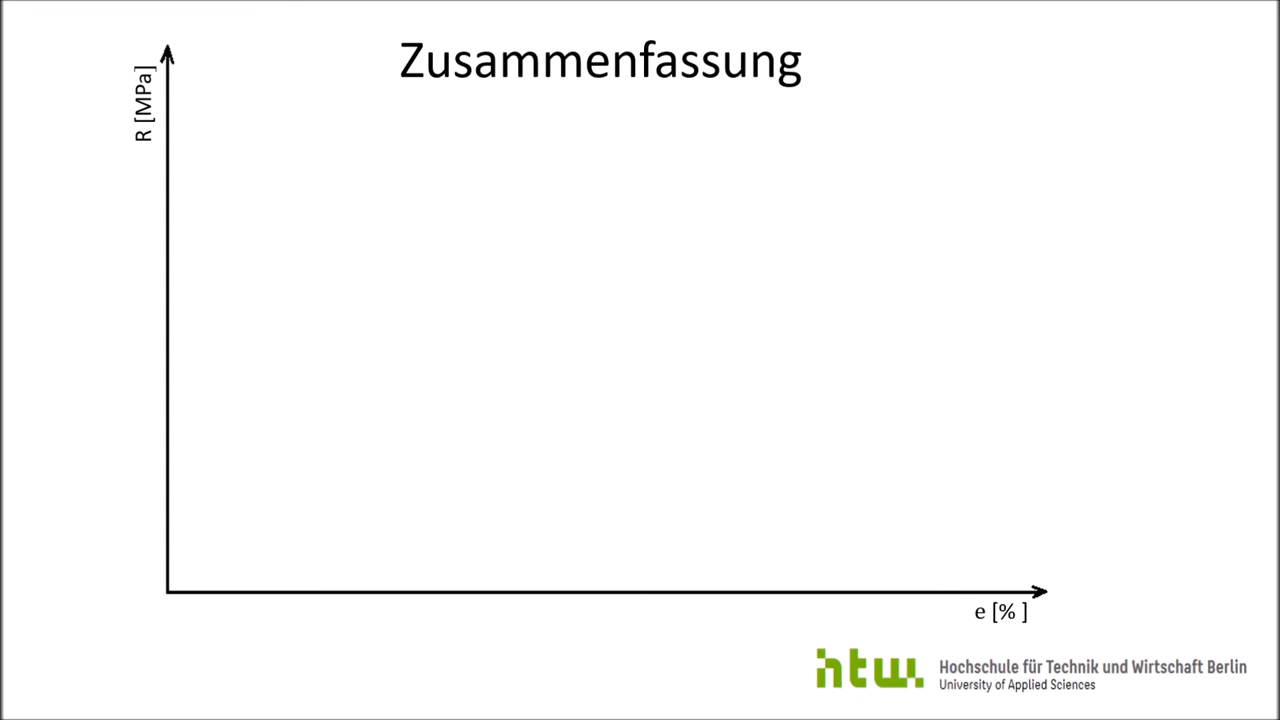 Zusammenfassung
R [MPa]
e [% ]
htw.
Hochschule für Technik und Wirtschaft Berlin
University of Applied Sciences